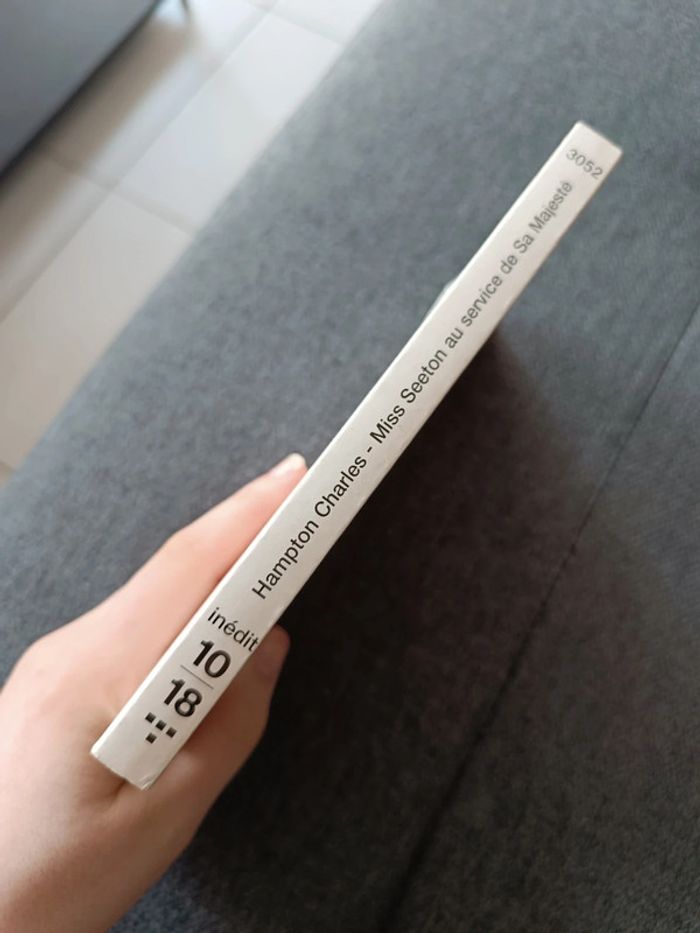 3052
Hampton Charles - Miss Seeton au service de Sa Majesté
inédit
10
18